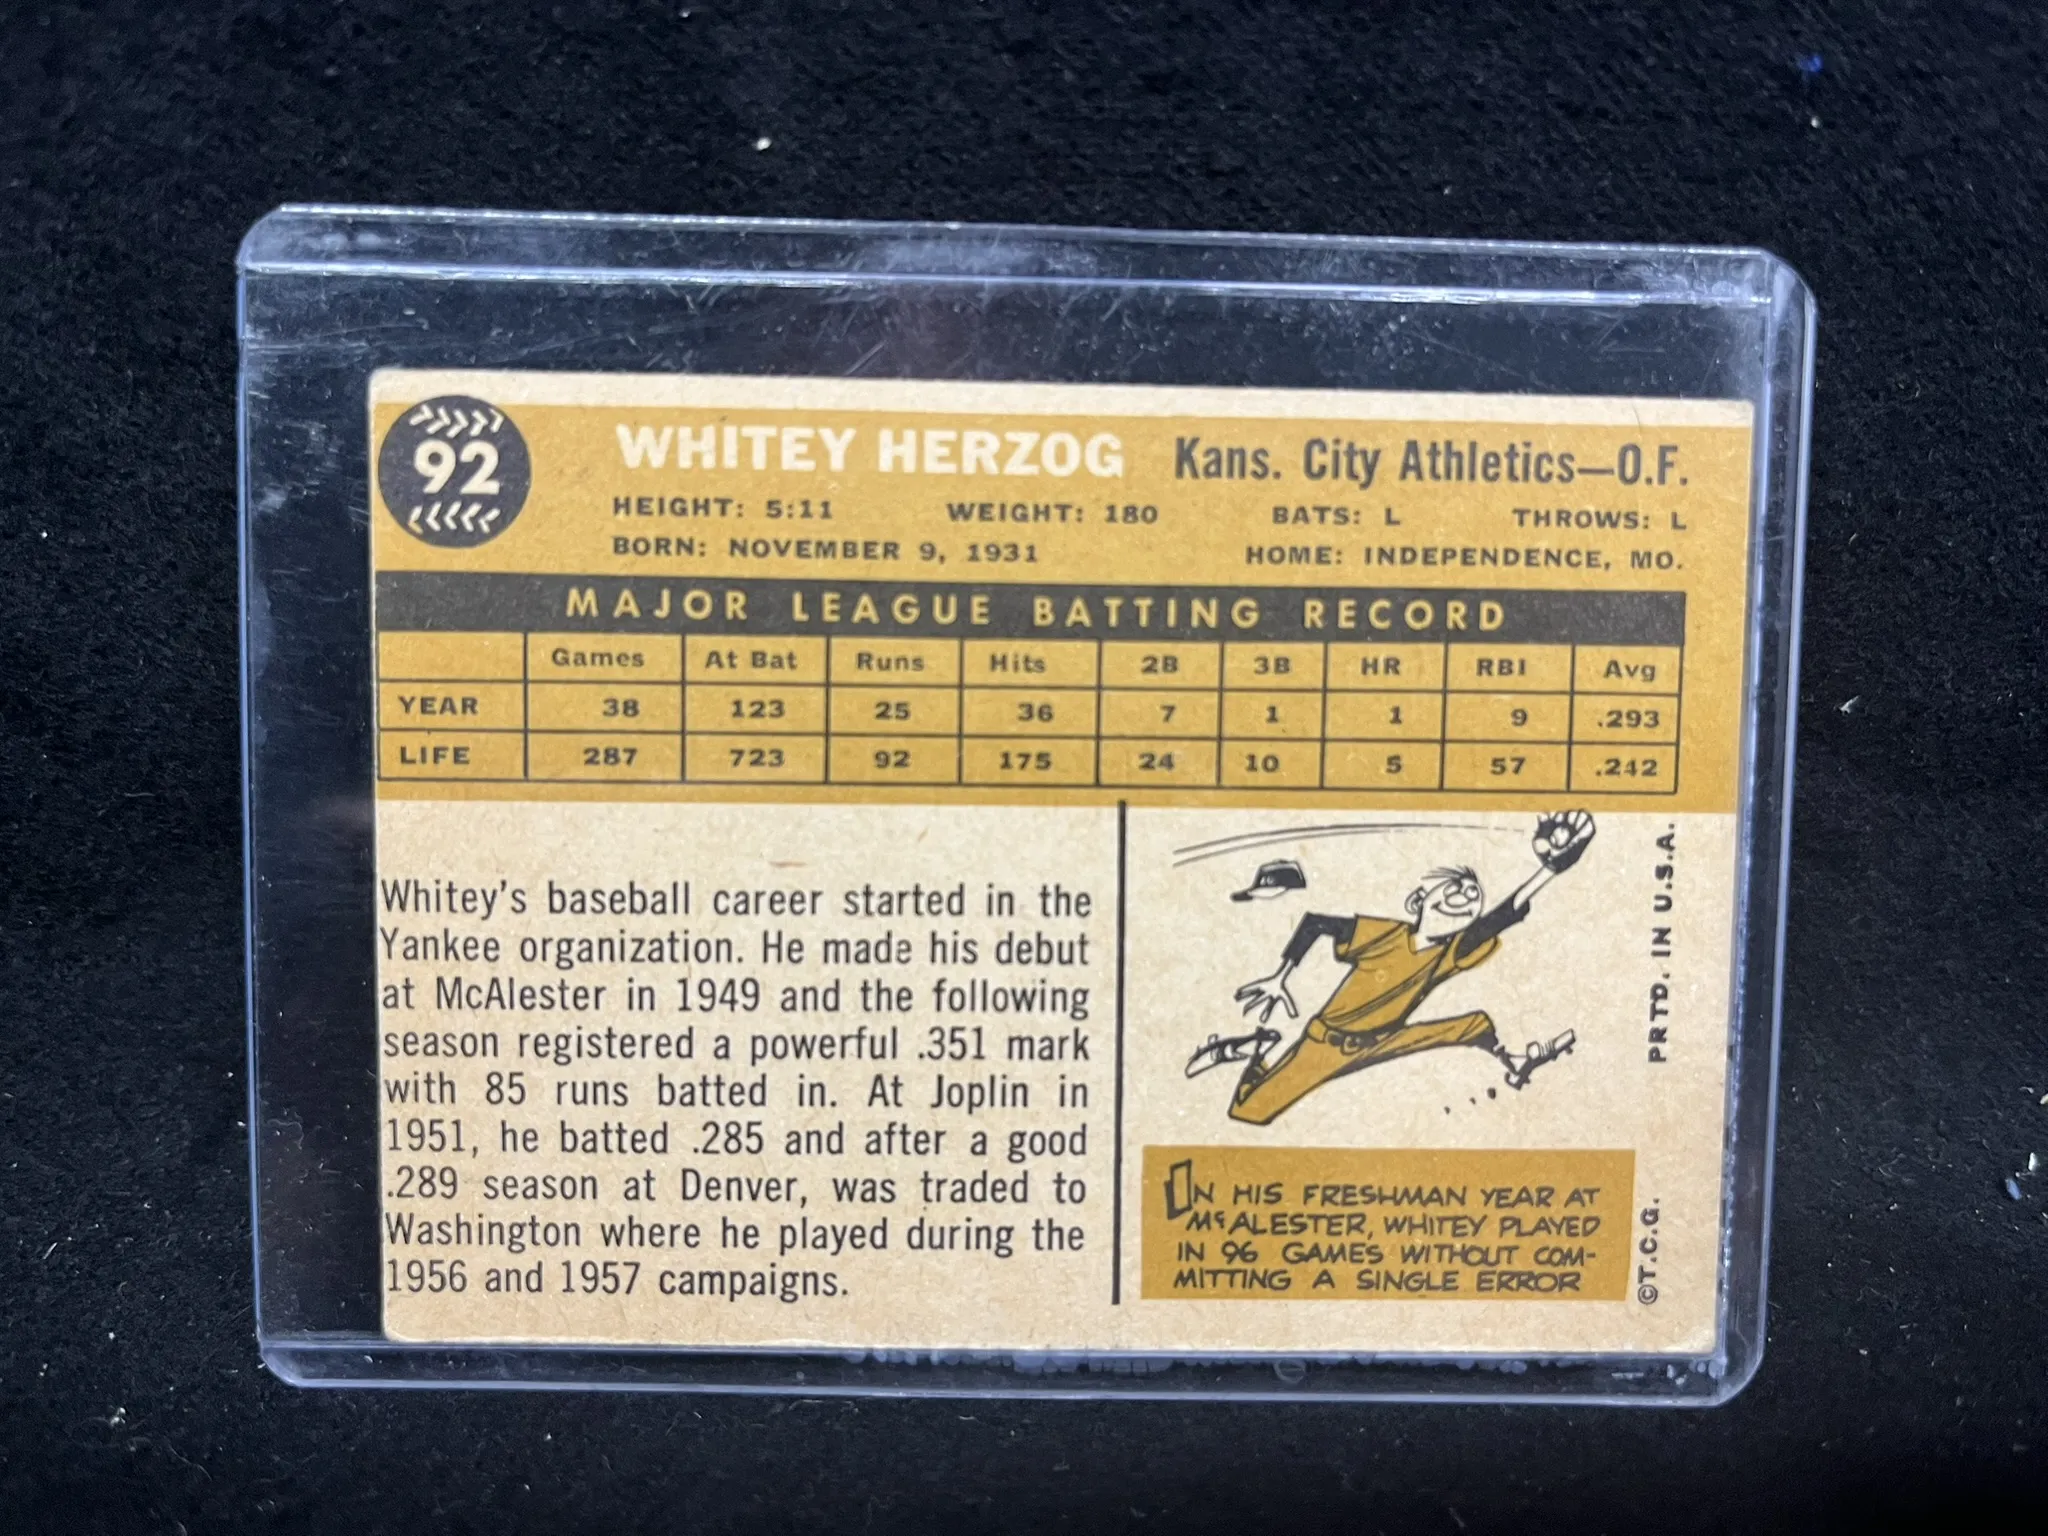 92
WHITEY HERZOG Kans. City Athletics—O.F.
HEIGHT: 5:11 WEIGHT: 180 BATS: L THROWS: L
BORN: NOVEMBER 9, 1931 HOME: INDEPENDENCE, MO.
MAJOR LEAGUE BATTING RECORD
Games At Bat Runs Hits 2B 3B HR RBI Avg
YEAR 38 123 25 36 7 1 1 9 .293
LIFE 287 723 92 175 24 10 5 57 .242
Whitey's baseball career started in the
Yankee organization. He made his debut
at McAlester in 1949 and the following
season registered a powerful .351 mark
with 85 runs batted in. At Joplin in
1951, he batted .285 and after a good
.289 season at Denver, was traded to
Washington where he played during the
1956 and 1957 campaigns.
IN HIS FRESHMAN YEAR AT
McALESTER, WHITEY PLAYED
IN 96 GAMES WITHOUT COM-
MITTING A SINGLE ERROR
©T.C.G. PRTD. IN U.S.A.